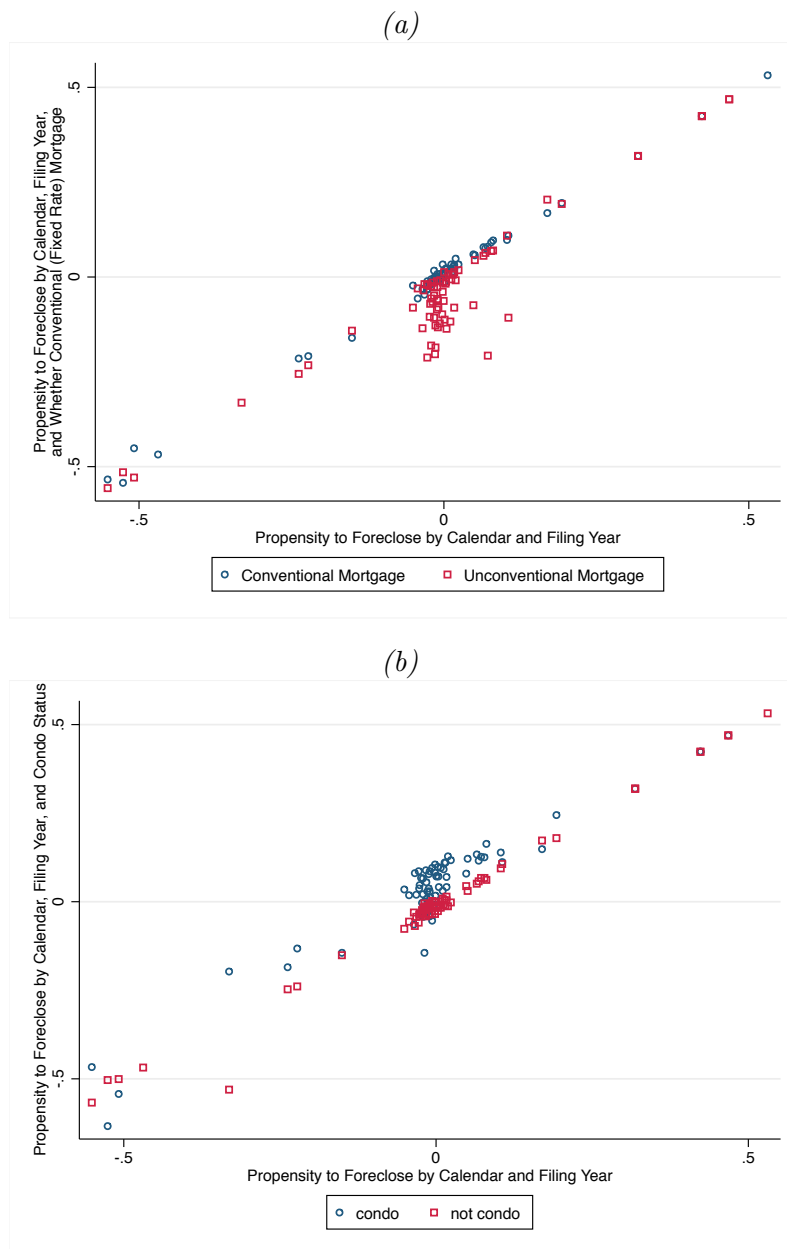 (a)
Propensity to Foreclose by Calendar, Filing Year,
and Whether Conventional (Fixed Rate) Mortgage
.5
0
-.5
-.5
0
.5
Propensity to Foreclose by Calendar and Filing Year
Conventional Mortgage
Unconventional Mortgage
(b)
Propensity to Foreclose by Calendar, Filing Year, and Condo Status
.5
0
-.5
-.5
0
.5
Propensity to Foreclose by Calendar and Filing Year
condo
not condo